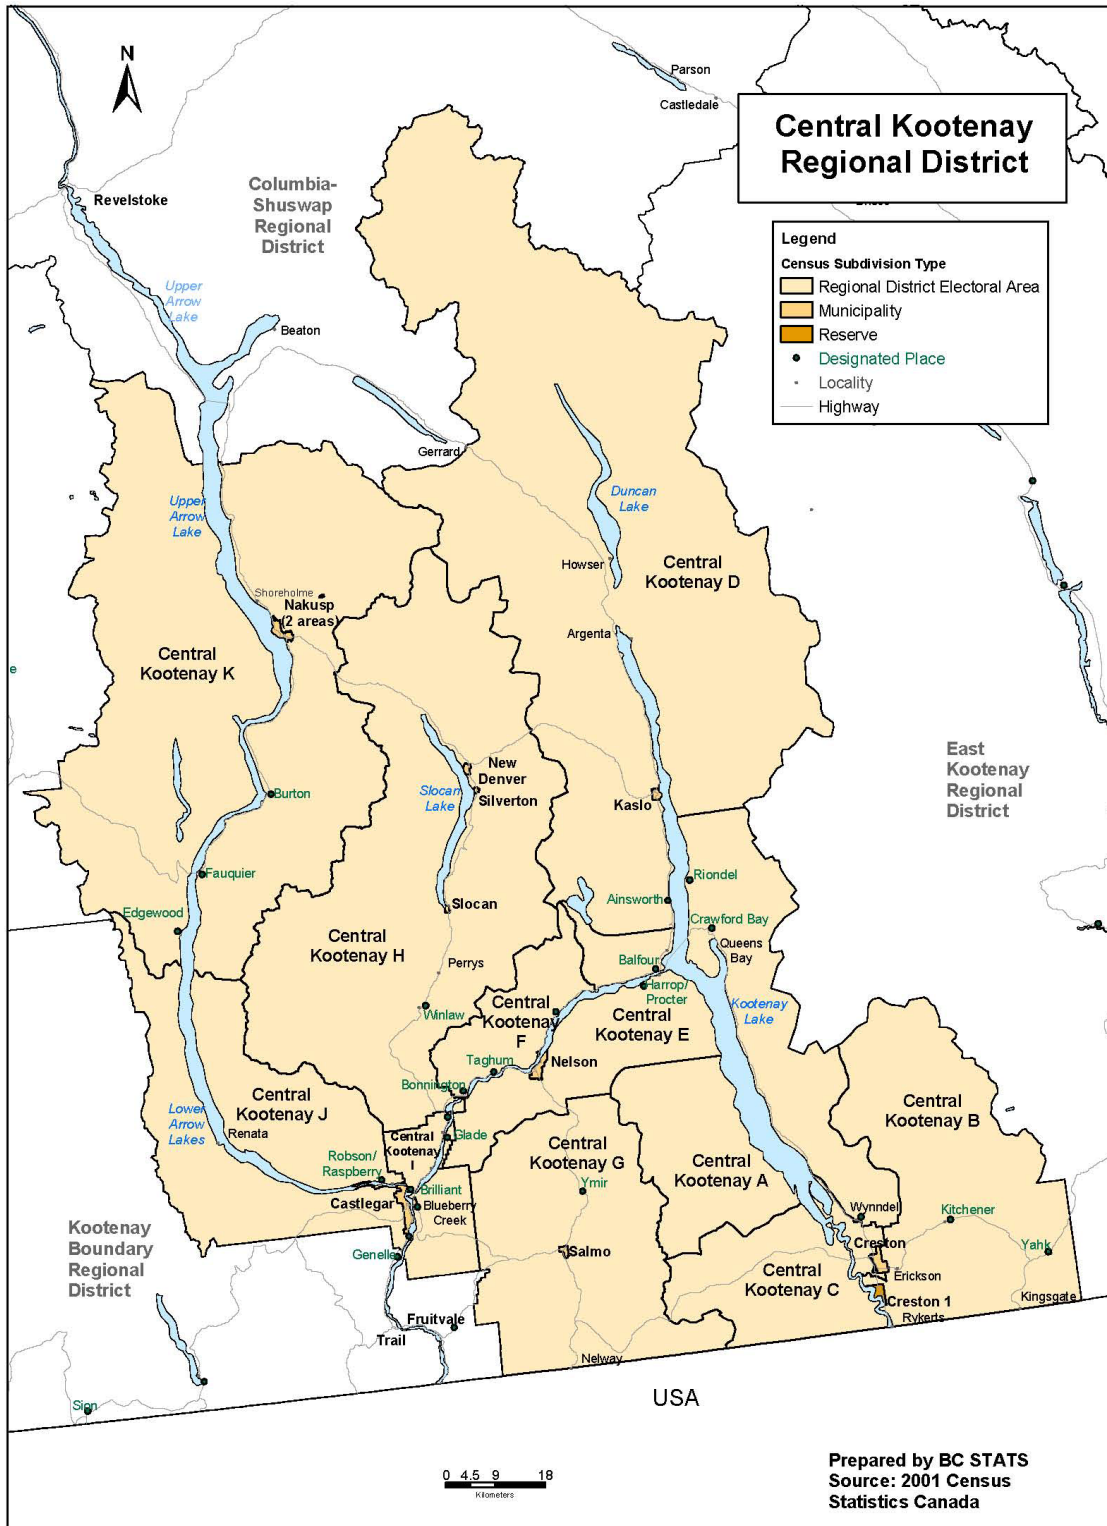 N
Parson
Castledale
Central Kootenay
Regional District
Revelstoke
Columbia-
Shuswap
Regional
District
Legend
Census Subdivision Type
Regional District Electoral Area
Municipality
Reserve
Designated Place
Locality
Highway
Upper
Arrow
Lake
Beaton
Gerrard
Upper
Arrow
Lake
Duncan
Lake
Howser
Central
Kootenay D
Shoreholme
Nakusp
(2 areas)
Argenta
Central
Kootenay K
e
East
Kootenay
Regional
District
New
Denver
Silverton
Slocan
Lake
Kaslo
Burton
Fauquier
Riondel
Ainsworth
Slocan
Edgewood
Crawford Bay
Queens
Bay
Central
Kootenay H
Perrys
Balfour
Harrop/
Procter
Kootenay
Lake
Winlaw
Central
Kootenay
F
Central
Kootenay E
Taghum
Nelson
Bonnington
Central
Kootenay J
Renata
Lower
Arrow
Lakes
Central
Kootenay
I
Glade
Central
Kootenay G
Central
Kootenay A
Central
Kootenay B
Robson/
Raspberry
Brilliant
Castlegar
Blueberry
Creek
Ymir
Wynndel
Kitchener
Kootenay
Boundary
Regional
District
Genelle
Salmo
Creston
Erickson
Yahk
Central
Kootenay C
Creston 1
Rykerts
Kingsgate
Fruitvale
Trail
Nelway
USA
Sion
0 4.5 9 18
Kilometers
Prepared by BC STATS
Source: 2001 Census
Statistics Canada